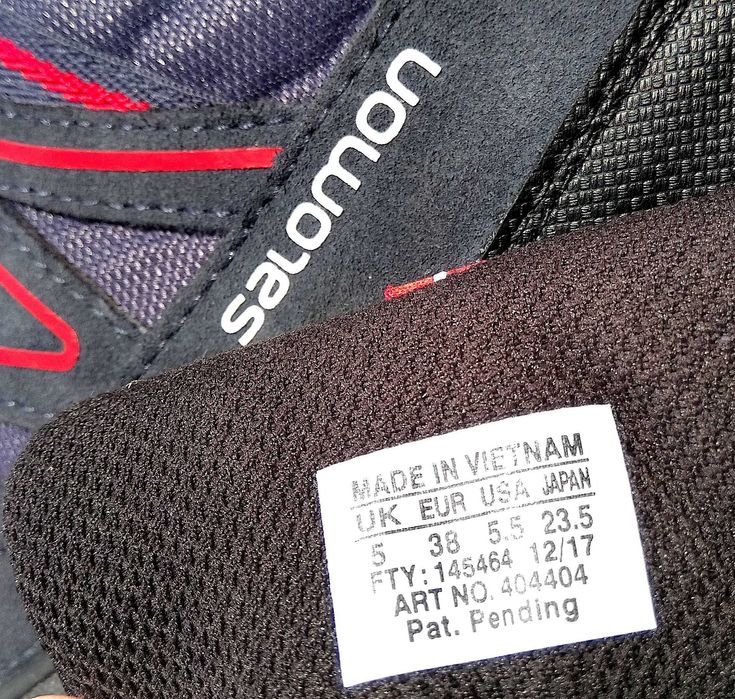 salomon
MADE IN VIETNAM
UK EUR USA JAPAN
5 38 5.5 23.5
FTY: 145464 12/17
ART NO. 404404
Pat. Pending